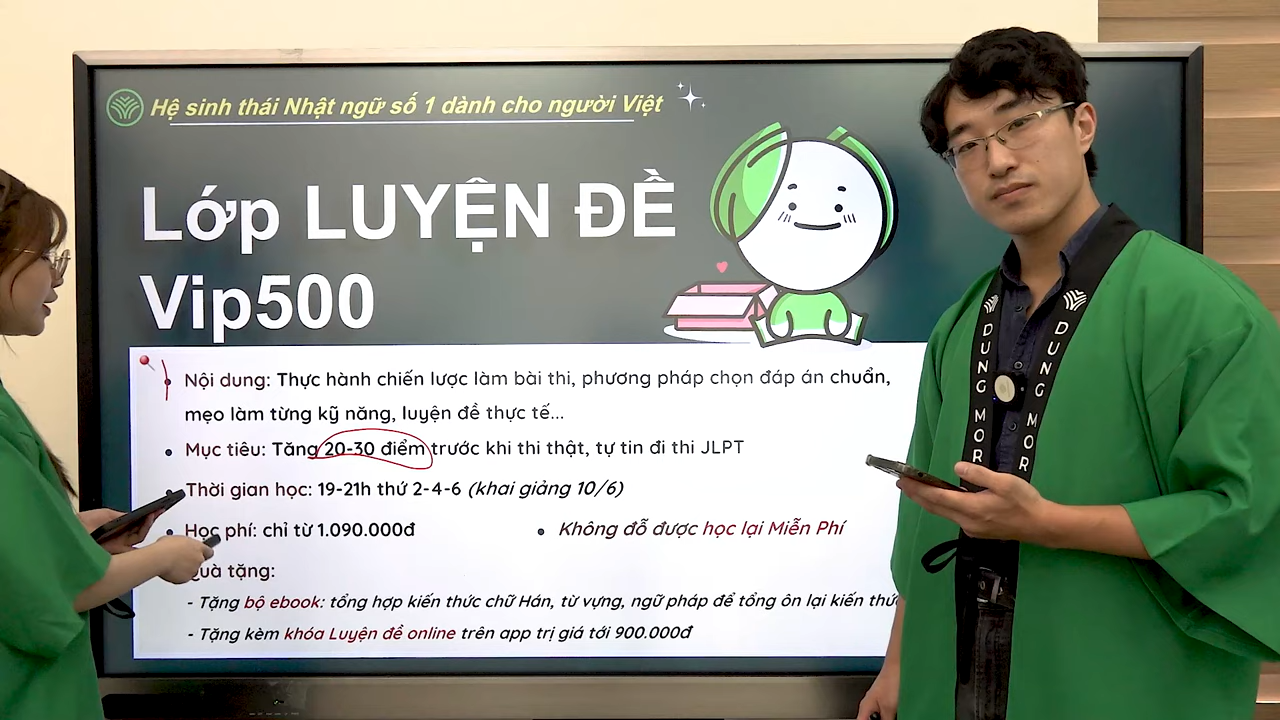 Hệ sinh thái Nhật ngữ số 1 dành cho người Việt
Lớp LUYỆN ĐỀ
Vip500
Nội dung: Thực hành chiến lược làm bài thi, phương pháp chọn đáp án chuẩn,
mẹo làm từng kỹ năng, luyện đề thực tế...
Mục tiêu: Tăng 20-30 điểm trước khi thi thật, tự tin đi thi JLPT
Thời gian học: 19-21h thứ 2-4-6 (khai giảng 10/6)
Học phí: chỉ từ 1.090.000đ
Không đỗ được học lại Miễn Phí
Quà tặng:
- Tặng bộ ebook: tổng hợp kiến thức chữ Hán, từ vựng, ngữ pháp để tổng ôn lại kiến thức
- Tặng kèm khóa Luyện đề online trên app trị giá tới 900.000đ
DUNG MOR
DUNG MOR